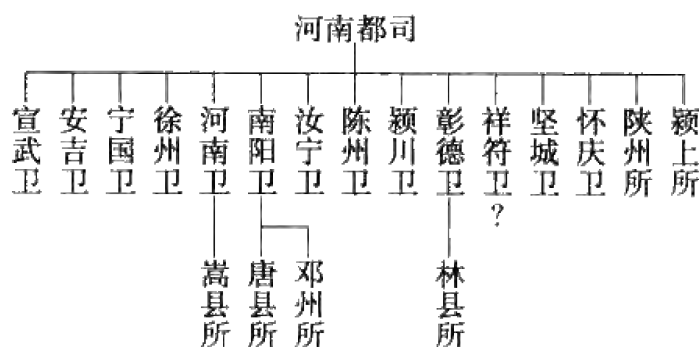 河南都司
宣武卫
安吉卫
宁国卫
徐州卫
河南卫
南阳卫
汝宁卫
陈州卫
颍川卫
彰德卫
祥符卫?
坚城卫
怀庆卫
陕州所
颍上所
嵩县所
唐县所
邓州所
林县所